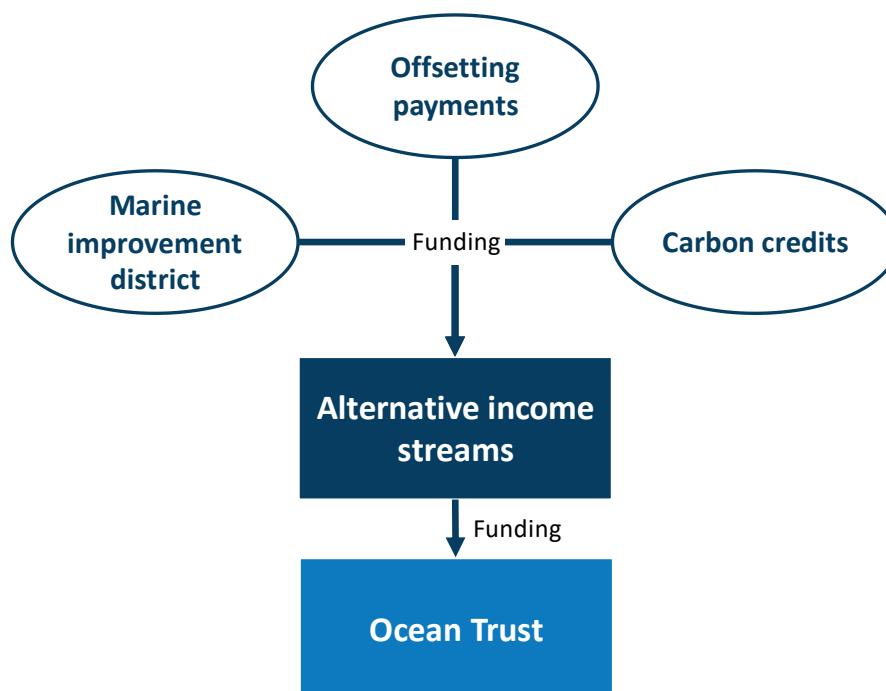 Offsetting
payments
Marine
improvement
district
Funding
Carbon credits
Alternative income
streams
Funding
Ocean Trust